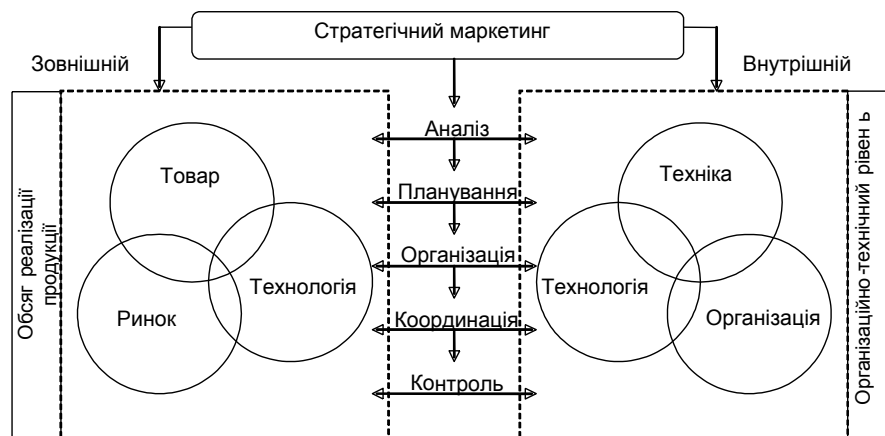 Стратегічний маркетинг
Зовнішній
Внутрішній
Обсяг реалізації
продукції
Товар
Ринок
Технологія
Аналіз
Планування
Організація
Координація
Контроль
Техніка
Технологія
Організація
Організаційно-технічний рівен ь